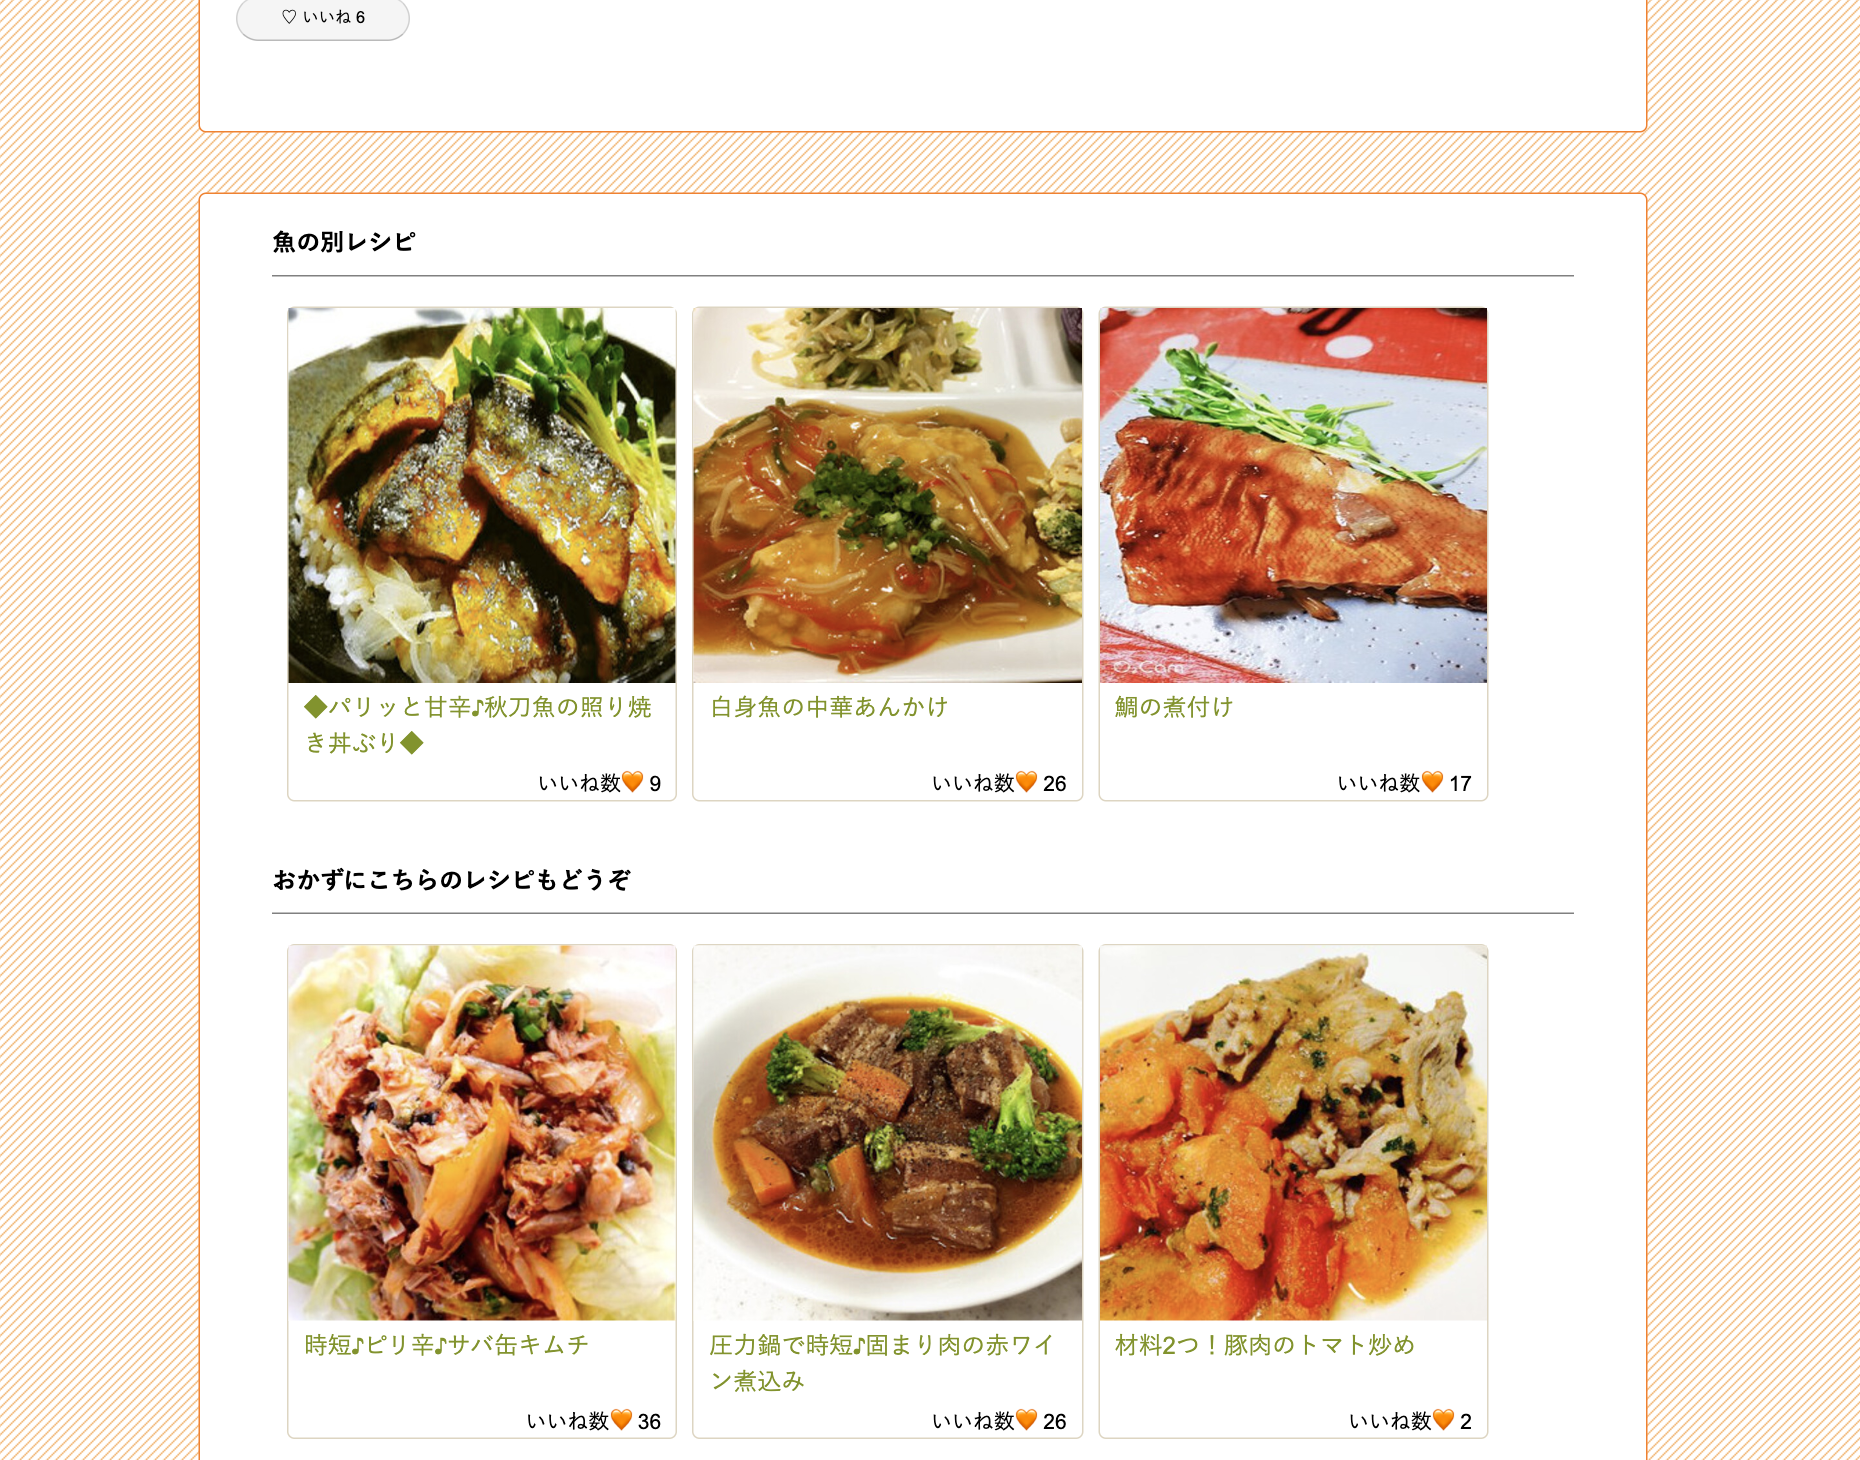 ♡ いいね 6
魚の別レシピ
◆パリッと甘辛♪秋刀魚の照り焼
き丼ぶり◆
いいね数🧡 9
白身魚の中華あんかけ
いいね数🧡 26
O-Cam
鯛の煮付け
いいね数🧡 17
おかずにこちらのレシピもどうぞ
時短♪ピリ辛♪サバ缶キムチ
いいね数🧡 36
圧力鍋で時短♪固まり肉の赤ワイ
ン煮込み
いいね数🧡 26
材料2つ！豚肉のトマト炒め
いいね数🧡 2